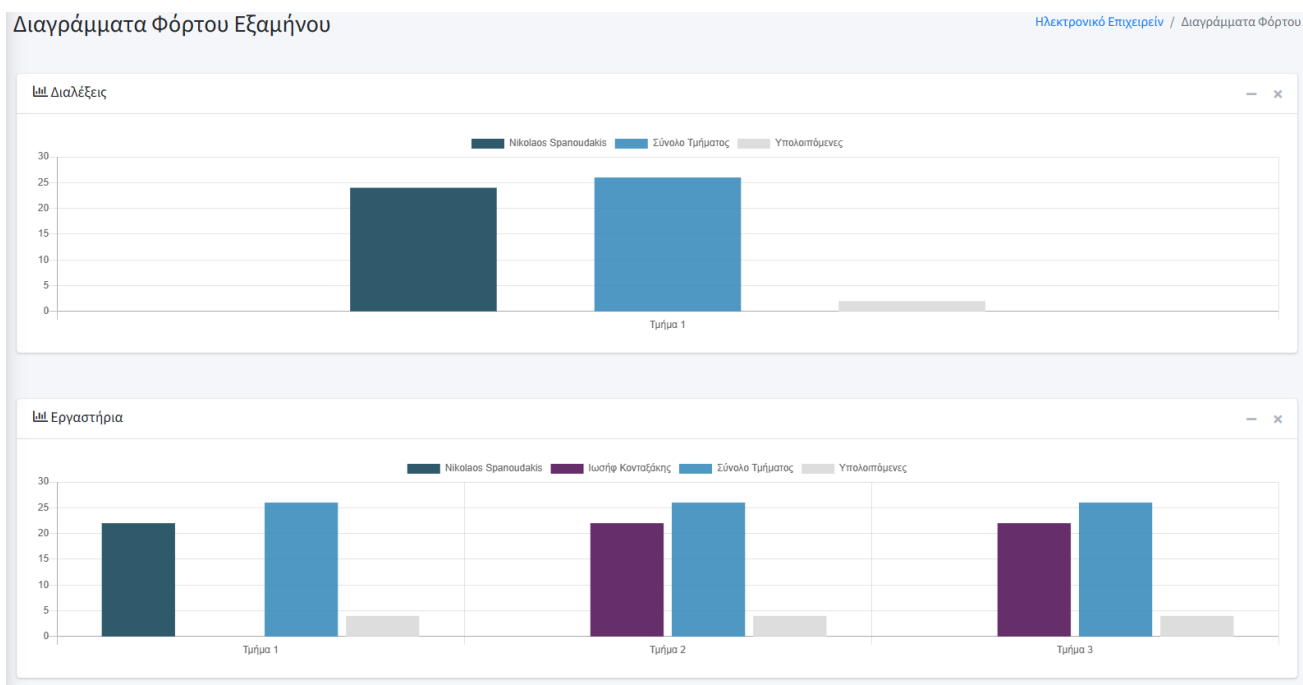 Διαγράμματα Φόρτου Εξαμήνου
Ηλεκτρονικό Επιχειρείν / Διαγράμματα Φόρτου
Διαλέξεις
Nikolaos Spanoudakis Σύνολο Τμήματος Υπολοιπόμενες
30
25
20
15
10
5
0
Τμήμα 1
Εργαστήρια
Nikolaos Spanoudakis Ιωσήφ Κονταξάκης Σύνολο Τμήματος Υπολοιπόμενες
30
25
20
15
10
5
0
Τμήμα 1 Τμήμα 2 Τμήμα 3